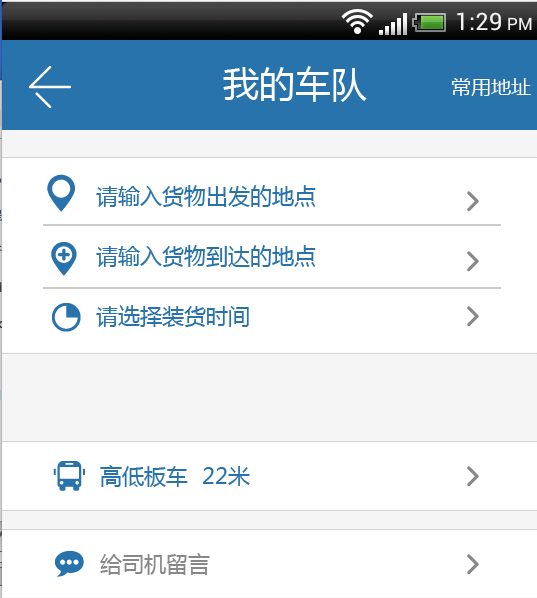 1:29 PM
我的车队 常用地址
请输入货物出发的地点
请输入货物到达的地点
请选择装货时间
高低板车 22米
给司机留言